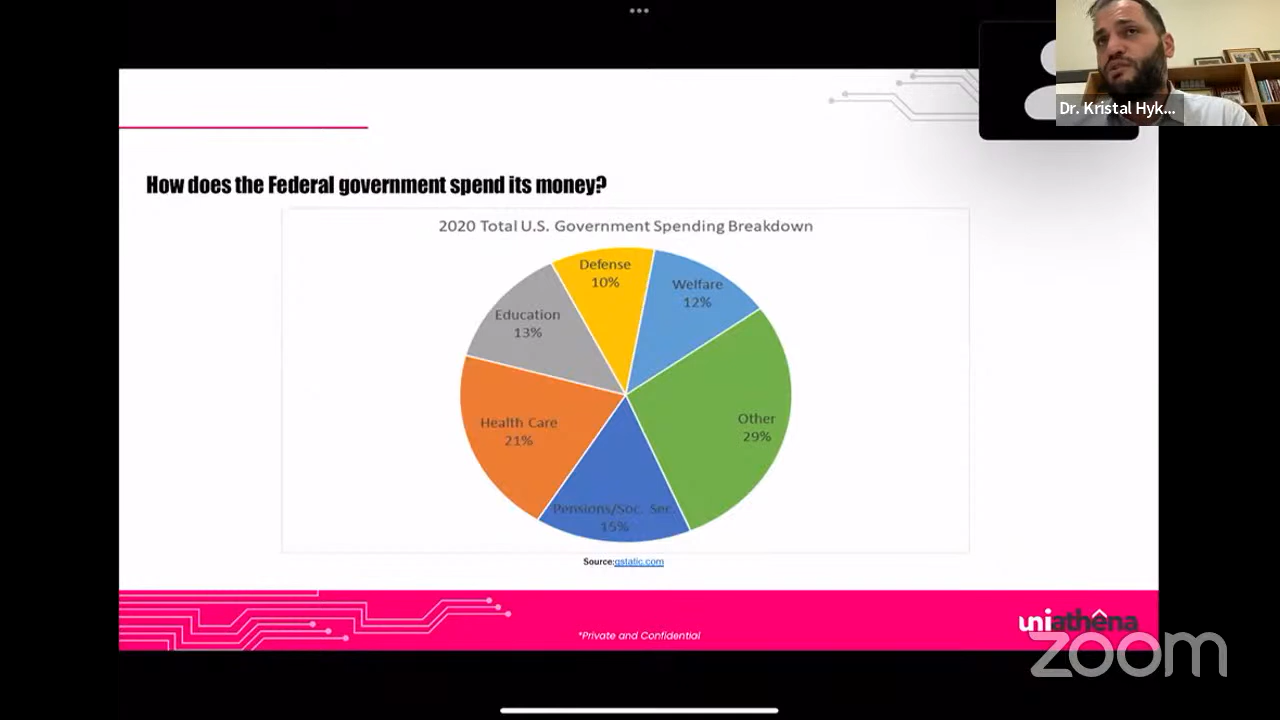 Dr. Kristal Hyk...
How does the Federal government spend its money?
2020 Total U.S. Government Spending Breakdown
Defense
10%
Welfare
12%
Education
13%
Other
29%
Health Care
21%
Pensions/Soc. Sec.
15%
Source:gstatic.com
*Private and Confidential
uniathena
zoom